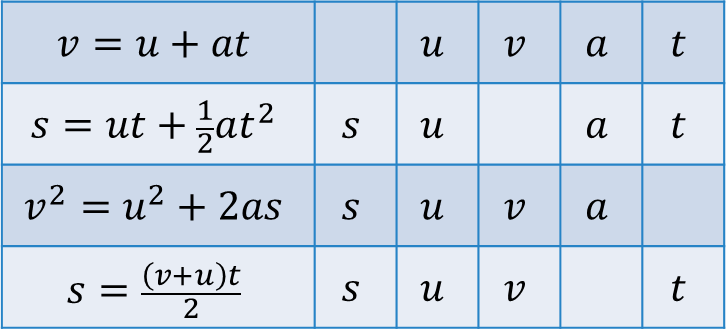 v = u + at u v a t
s = ut + ½at² s u a t
v² = u² + 2as s u v a
s = (v+u)t/2 s u v t